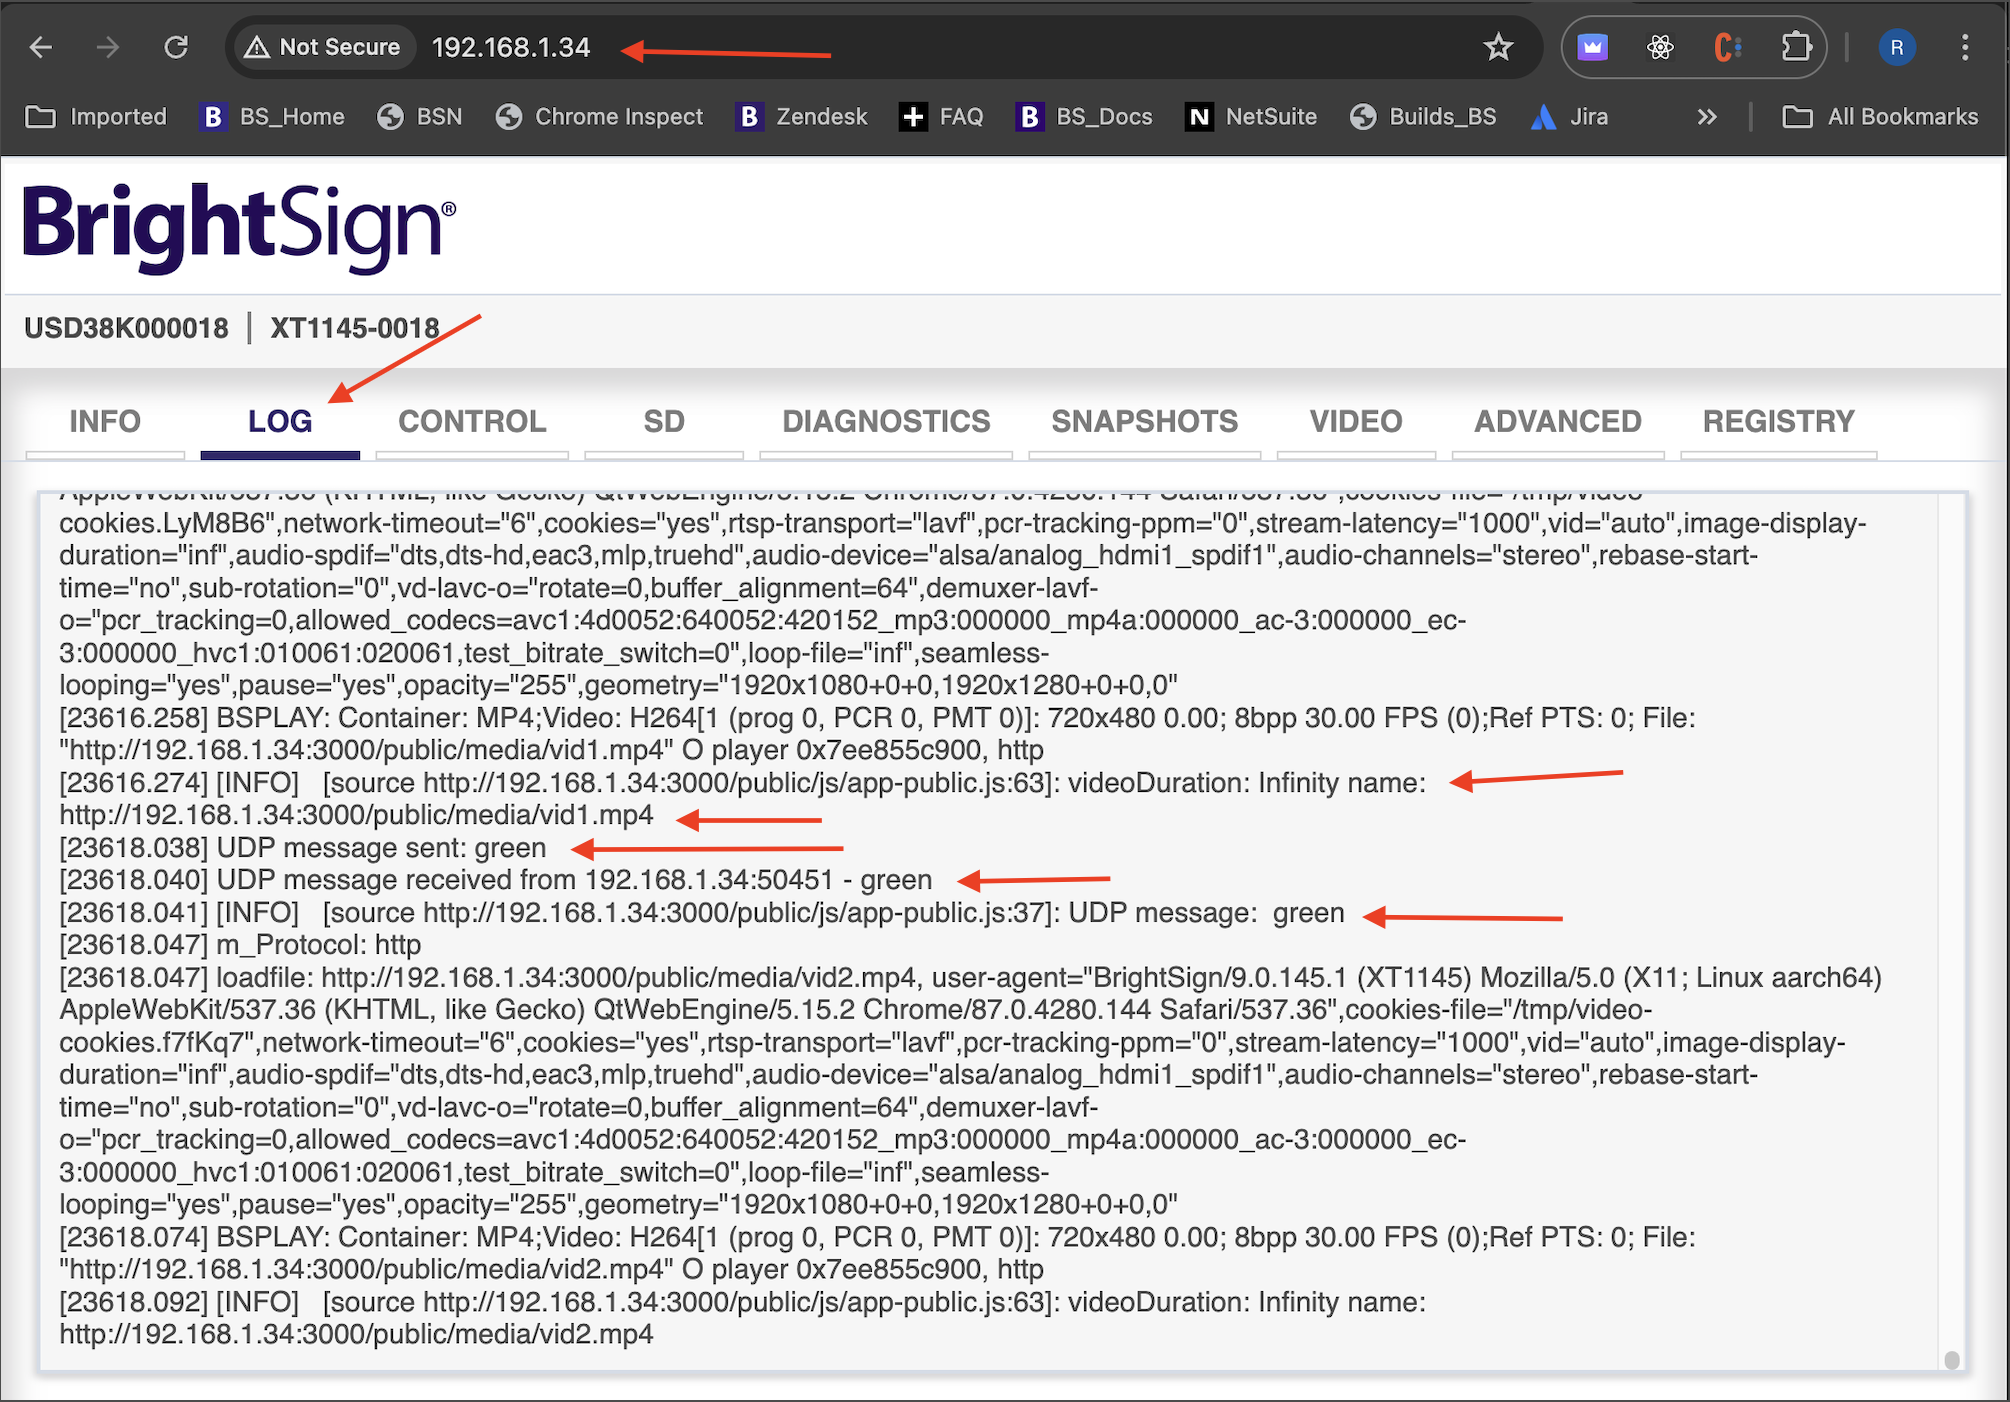 Not Secure 192.168.1.34 R
Imported BS_Home BSN Chrome Inspect Zendesk FAQ BS_Docs NetSuite Builds_BS Jira » All Bookmarks
BrightSign®
USD38K000018 | XT1145-0018
INFO LOG CONTROL SD DIAGNOSTICS SNAPSHOTS VIDEO ADVANCED REGISTRY
AppleWebKit/537.36 (KHTML, like Gecko) QtWebEngine/5.15.2 Chrome/87.0.4280.144 Safari/537.36",cookies-file="/tmp/video-
cookies.LyM8B6",network-timeout="6",cookies="yes",rtsp-transport="lavf",pcr-tracking-ppm="0",stream-latency="1000",vid="auto",image-display-
duration="inf",audio-spdif="dts,dts-hd,eac3,mlp,truehd",audio-device="alsa/analog_hdmi1_spdif1",audio-channels="stereo",rebase-start-
time="no",sub-rotation="0",vd-lavc-o="rotate=0,buffer_alignment=64",demuxer-lavf-
o="pcr_tracking=0,allowed_codecs=avc1:4d0052:640052:420152_mp3:000000_mp4a:000000_ac-3:000000_ec-
3:000000_hvc1:010061:020061,test_bitrate_switch=0",loop-file="inf",seamless-
looping="yes",pause="yes",opacity="255",geometry="1920x1080+0+0,1920x1280+0+0,0"
[23616.258] BSPLAY: Container: MP4;Video: H264[1 (prog 0, PCR 0, PMT 0)]: 720x480 0.00; 8bpp 30.00 FPS (0);Ref PTS: 0; File:
"http://192.168.1.34:3000/public/media/vid1.mp4" O player 0x7ee855c900, http
[23616.274] [INFO] [source http://192.168.1.34:3000/public/js/app-public.js:63]: videoDuration: Infinity name:
http://192.168.1.34:3000/public/media/vid1.mp4
[23618.038] UDP message sent: green
[23618.040] UDP message received from 192.168.1.34:50451 - green
[23618.041] [INFO] [source http://192.168.1.34:3000/public/js/app-public.js:37]: UDP message: green
[23618.047] m_Protocol: http
[23618.047] loadfile: http://192.168.1.34:3000/public/media/vid2.mp4, user-agent="BrightSign/9.0.145.1 (XT1145) Mozilla/5.0 (X11; Linux aarch64)
AppleWebKit/537.36 (KHTML, like Gecko) QtWebEngine/5.15.2 Chrome/87.0.4280.144 Safari/537.36",cookies-file="/tmp/video-
cookies.f7fKq7",network-timeout="6",cookies="yes",rtsp-transport="lavf",pcr-tracking-ppm="0",stream-latency="1000",vid="auto",image-display-
duration="inf",audio-spdif="dts,dts-hd,eac3,mlp,truehd",audio-device="alsa/analog_hdmi1_spdif1",audio-channels="stereo",rebase-start-
time="no",sub-rotation="0",vd-lavc-o="rotate=0,buffer_alignment=64",demuxer-lavf-
o="pcr_tracking=0,allowed_codecs=avc1:4d0052:640052:420152_mp3:000000_mp4a:000000_ac-3:000000_ec-
3:000000_hvc1:010061:020061,test_bitrate_switch=0",loop-file="inf",seamless-
looping="yes",pause="yes",opacity="255",geometry="1920x1080+0+0,1920x1280+0+0,0"
[23618.074] BSPLAY: Container: MP4;Video: H264[1 (prog 0, PCR 0, PMT 0)]: 720x480 0.00; 8bpp 30.00 FPS (0);Ref PTS: 0; File:
"http://192.168.1.34:3000/public/media/vid2.mp4" O player 0x7ee855c900, http
[23618.092] [INFO] [source http://192.168.1.34:3000/public/js/app-public.js:63]: videoDuration: Infinity name:
http://192.168.1.34:3000/public/media/vid2.mp4